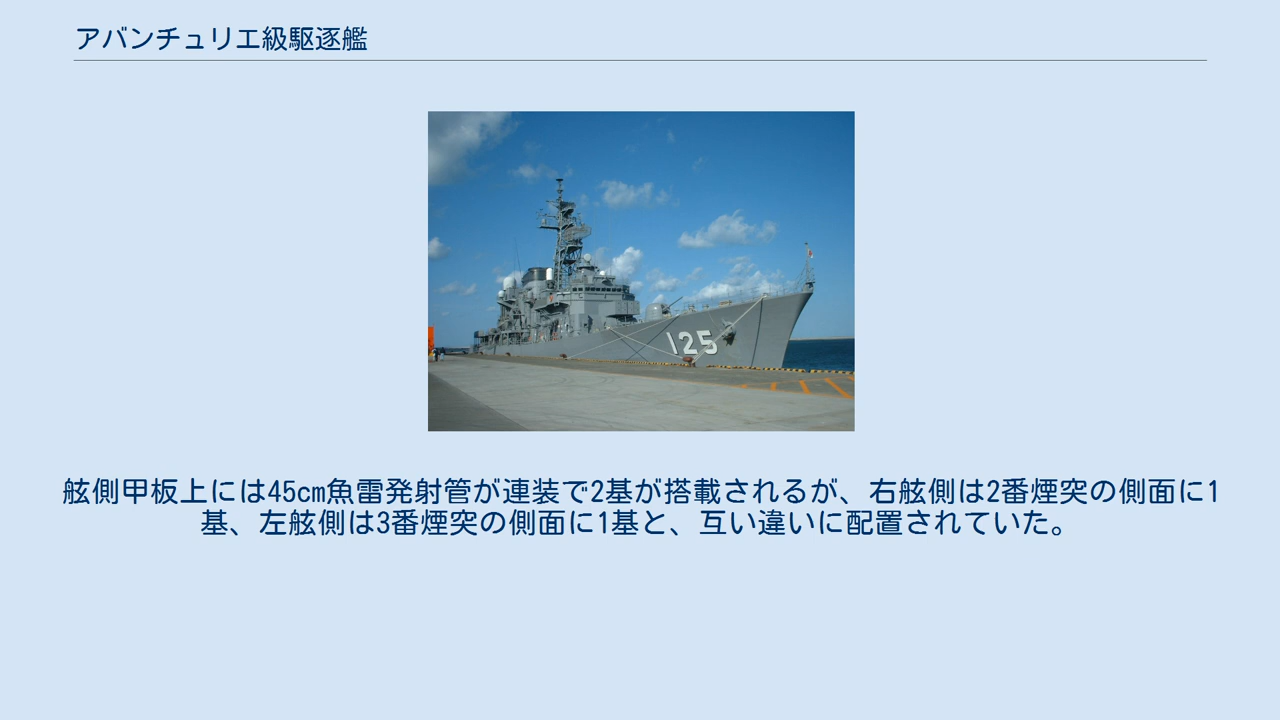 アバンチュリエ級駆逐艦
125
舷側甲板上には45cm魚雷発射管が連装で2基が搭載されるが、右舷側は2番煙突の側面に1
基、左舷側は3番煙突の側面に1基と、互い違いに配置されていた。